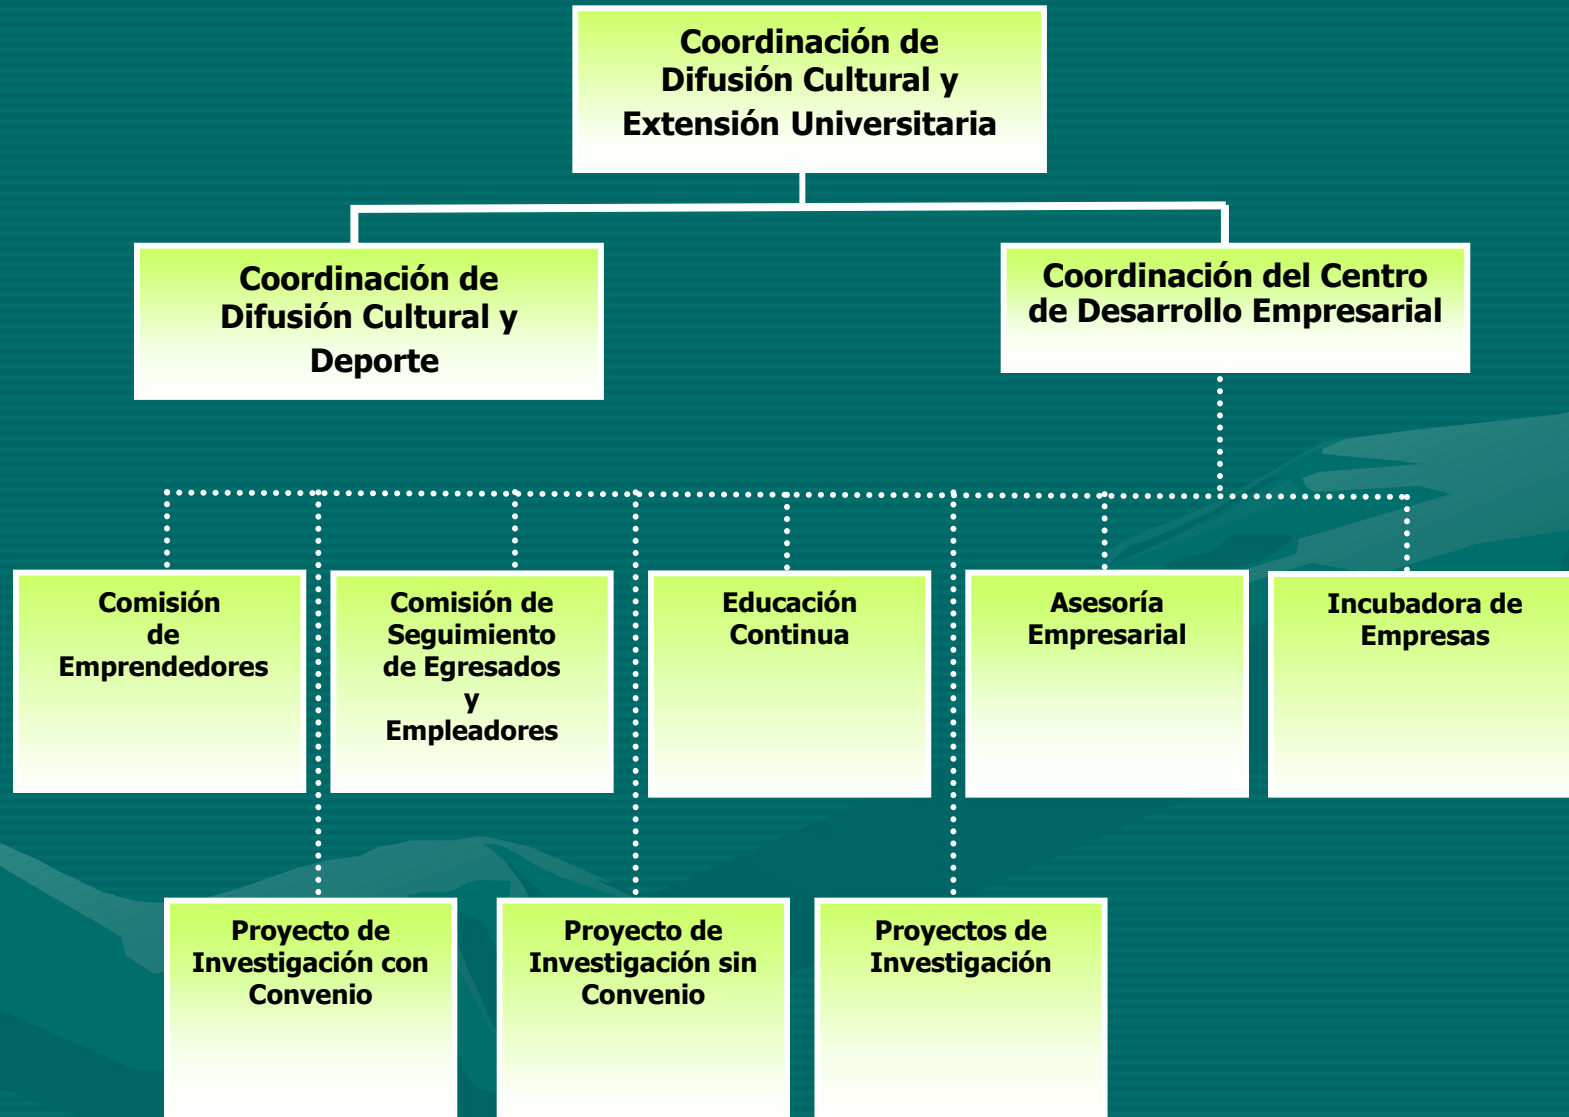 Coordinación de
Difusión Cultural y
Extensión Universitaria
Coordinación de
Difusión Cultural y
Deporte
Coordinación del Centro
de Desarrollo Empresarial
Comisión
de
Emprendedores
Comisión de
Seguimiento
de Egresados
y
Empleadores
Educación
Continua
Asesoría
Empresarial
Incubadora de
Empresas
Proyecto de
Investigación con
Convenio
Proyecto de
Investigación sin
Convenio
Proyectos de
Investigación